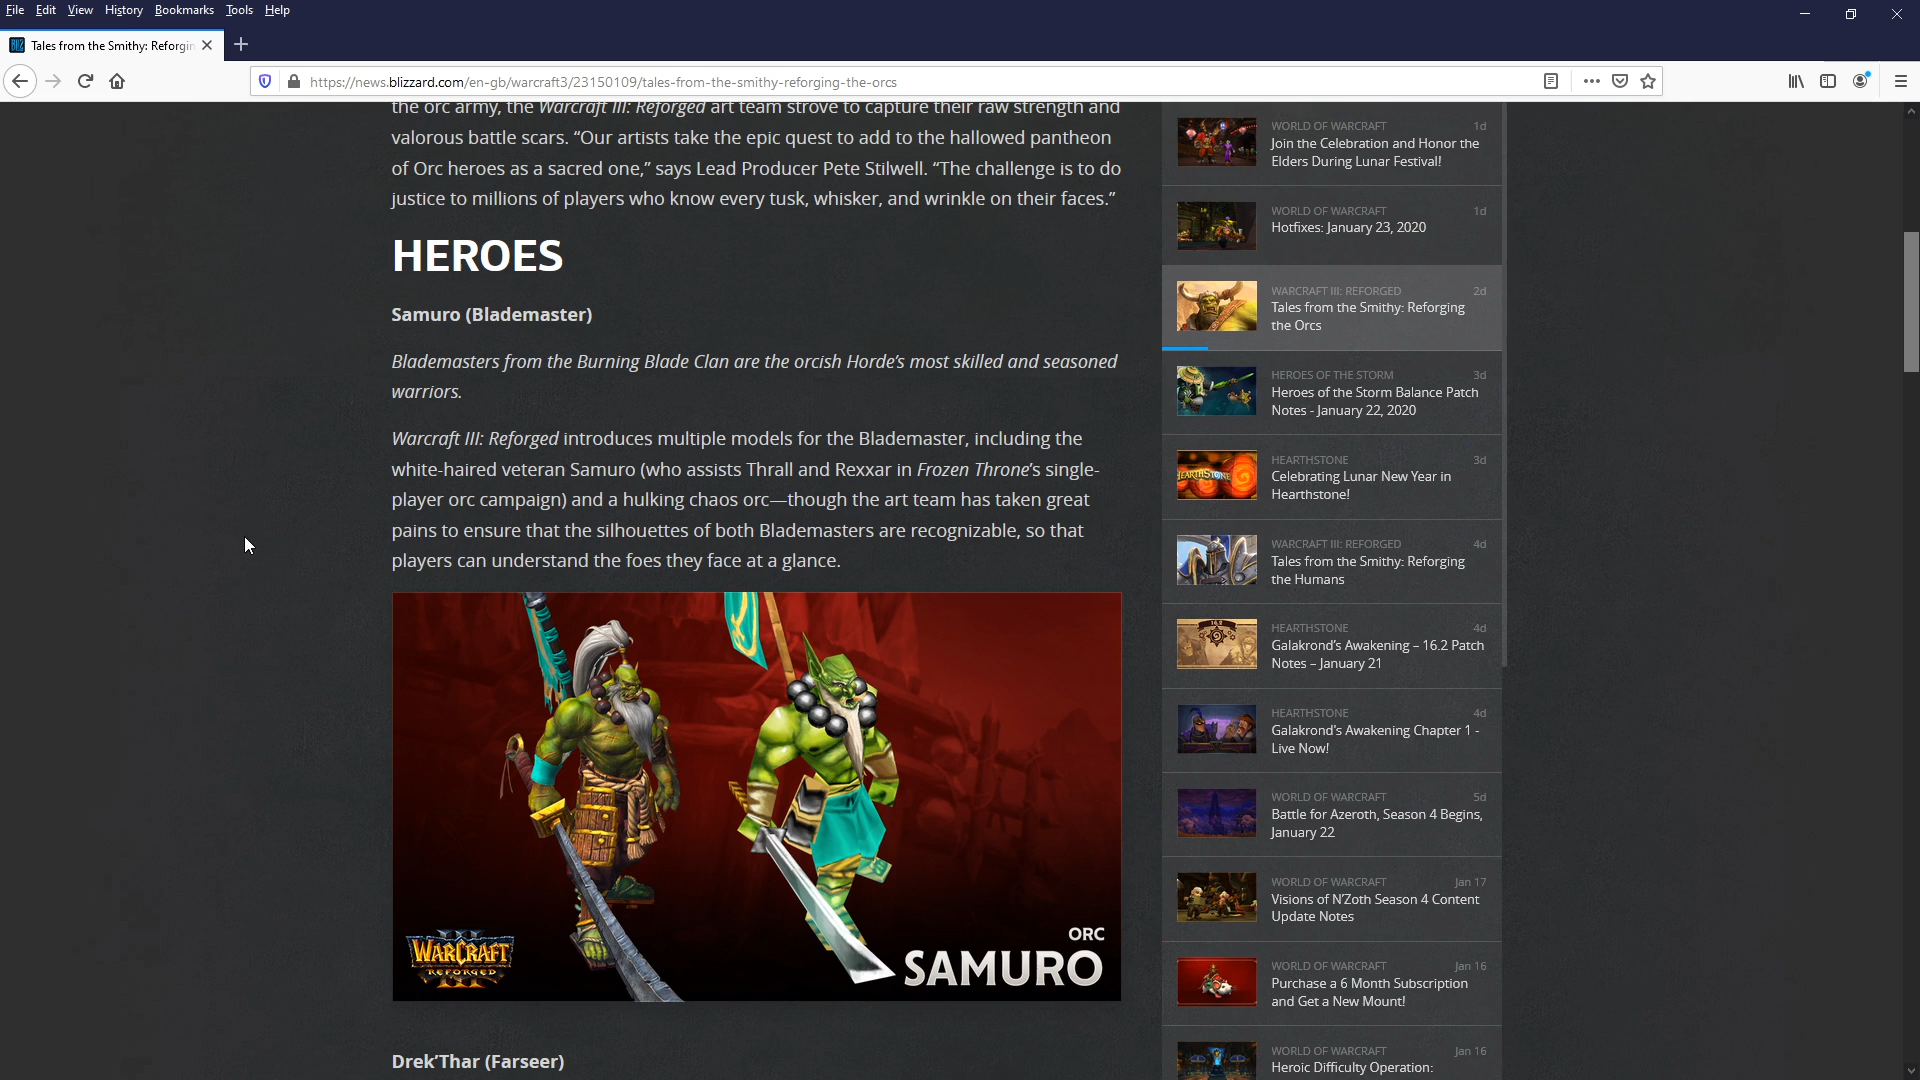 File Edit View History Bookmarks Tools Help
Tales from the Smithy: Reforgin
https://news.blizzard.com/en-gb/warcraft3/23150109/tales-from-the-smithy-reforging-the-orcs
the orc army, the Warcraft III: Reforged art team strove to capture their raw strength and
valorous battle scars. “Our artists take the epic quest to add to the hallowed pantheon
of Orc heroes as a sacred one,” says Lead Producer Pete Stilwell. “The challenge is to do
justice to millions of players who know every tusk, whisker, and wrinkle on their faces.”
HEROES
Samuro (Blademaster)
Blademasters from the Burning Blade Clan are the orcish Horde’s most skilled and seasoned
warriors.
Warcraft III: Reforged introduces multiple models for the Blademaster, including the
white-haired veteran Samuro (who assists Thrall and Rexxar in Frozen Throne’s single-
player orc campaign) and a hulking chaos orc—though the art team has taken great
pains to ensure that the silhouettes of both Blademasters are recognizable, so that
players can understand the foes they face at a glance.
WARCRAFT
III
REFORGED
ORC
SAMURO
Drek’Thar (Farseer)
WORLD OF WARCRAFT 1d
Join the Celebration and Honor the
Elders During Lunar Festival!
WORLD OF WARCRAFT 1d
Hotfixes: January 23, 2020
WARCRAFT III: REFORGED 2d
Tales from the Smithy: Reforging
the Orcs
HEROES OF THE STORM 3d
Heroes of the Storm Balance Patch
Notes - January 22, 2020
HEARTHSTONE
HEARTHSTONE 3d
Celebrating Lunar New Year in
Hearthstone!
WARCRAFT III: REFORGED 4d
Tales from the Smithy: Reforging
the Humans
16.2
HEARTHSTONE 4d
Galakrond’s Awakening – 16.2 Patch
Notes – January 21
HEARTHSTONE 4d
Galakrond’s Awakening Chapter 1 -
Live Now!
WORLD OF WARCRAFT 5d
Battle for Azeroth, Season 4 Begins,
January 22
WORLD OF WARCRAFT Jan 17
Visions of N’Zoth Season 4 Content
Update Notes
WORLD OF WARCRAFT Jan 16
Purchase a 6 Month Subscription
and Get a New Mount!
WORLD OF WARCRAFT Jan 16
Heroic Difficulty Operation: